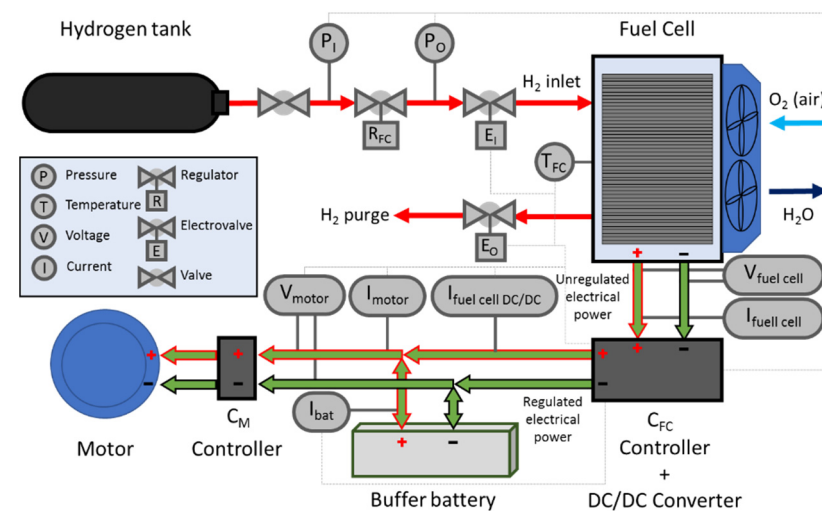 Hydrogen tank
Fuel Cell
P_I
P_O
H₂ inlet
O₂ (air)
R_FC
E_I
T_FC
P Pressure
Regulator
R
T Temperature
V Voltage
Electrovalve
E
I Current
Valve
H₂ purge
E_O
H₂O
+ -
V_motor
I_motor
I_fuel cell DC/DC
Unregulated
electrical
power
V_fuel cell
I_fuell cell
+ + + + -
- - -
I_bat
+ -
Regulated
electrical
power
Motor
C_M
Controller
Buffer battery
C_FC
Controller
+
DC/DC Converter